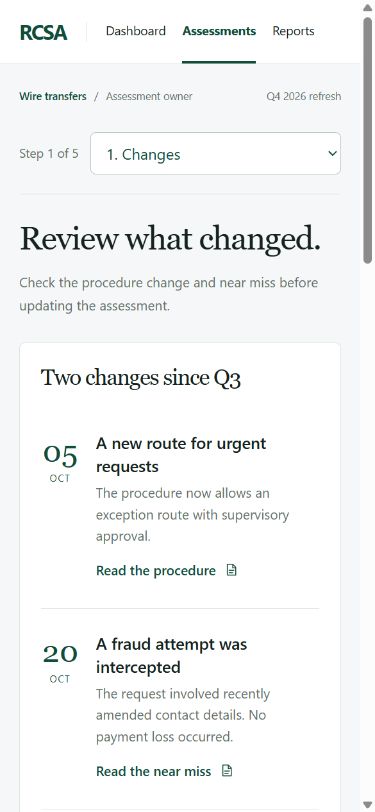 RCSA Dashboard Assessments Reports
Wire transfers / Assessment owner Q4 2026 refresh
Step 1 of 5 1. Changes
Review what changed.
Check the procedure change and near miss before
updating the assessment.
Two changes since Q3
05
OCT
A new route for urgent
requests
The procedure now allows an
exception route with supervisory
approval.
Read the procedure
20
OCT
A fraud attempt was
intercepted
The request involved recently
amended contact details. No
payment loss occurred.
Read the near miss